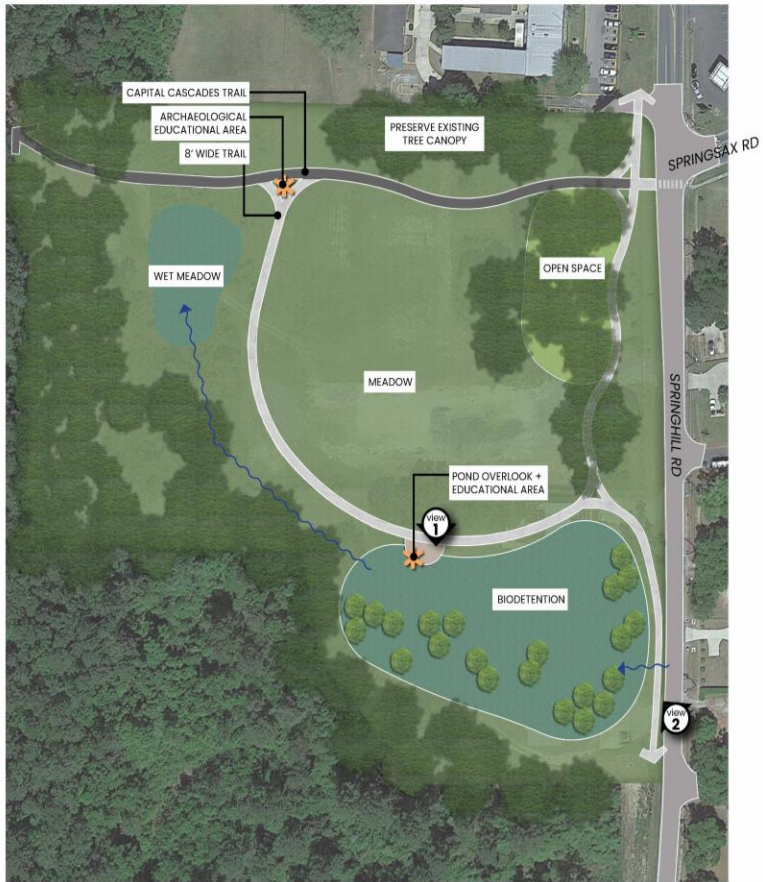 CAPITAL CASCADES TRAIL
ARCHAEOLOGICAL
EDUCATIONAL AREA
8' WIDE TRAIL
PRESERVE EXISTING
TREE CANOPY
SPRINGSAX RD
WET MEADOW
OPEN SPACE
MEADOW
SPRINGHILL RD
POND OVERLOOK +
EDUCATIONAL AREA
view
1
BIODETENTION
view
2